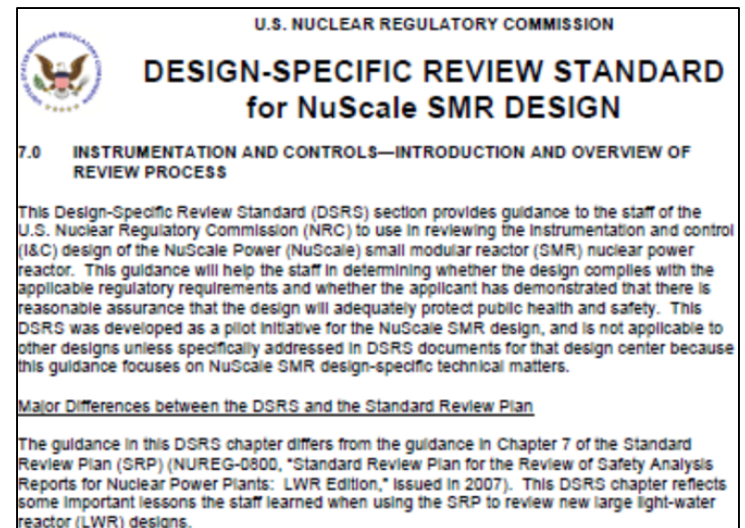 U.S. NUCLEAR REGULATORY COMMISSION
DESIGN-SPECIFIC REVIEW STANDARD
for NuScale SMR DESIGN
7.0 INSTRUMENTATION AND CONTROLS—INTRODUCTION AND OVERVIEW OF
REVIEW PROCESS
This Design-Specific Review Standard (DSRS) section provides guidance to the staff of the
U.S. Nuclear Regulatory Commission (NRC) to use in reviewing the instrumentation and control
(I&C) design of the NuScale Power (NuScale) small modular reactor (SMR) nuclear power
reactor. This guidance will help the staff in determining whether the design complies with the
applicable regulatory requirements and whether the applicant has demonstrated that there is
reasonable assurance that the design will adequately protect public health and safety. This
DSRS was developed as a pilot initiative for the NuScale SMR design, and is not applicable to
other designs unless specifically addressed in DSRS documents for that design center because
this guidance focuses on NuScale SMR design-specific technical matters.
Major Differences between the DSRS and the Standard Review Plan
The guidance in this DSRS chapter differs from the guidance in Chapter 7 of the Standard
Review Plan (SRP) (NUREG-0800, "Standard Review Plan for the Review of Safety Analysis
Reports for Nuclear Power Plants: LWR Edition," issued in 2007). This DSRS chapter reflects
some important lessons the staff learned when using the SRP to review new large light-water
reactor (LWR) designs.